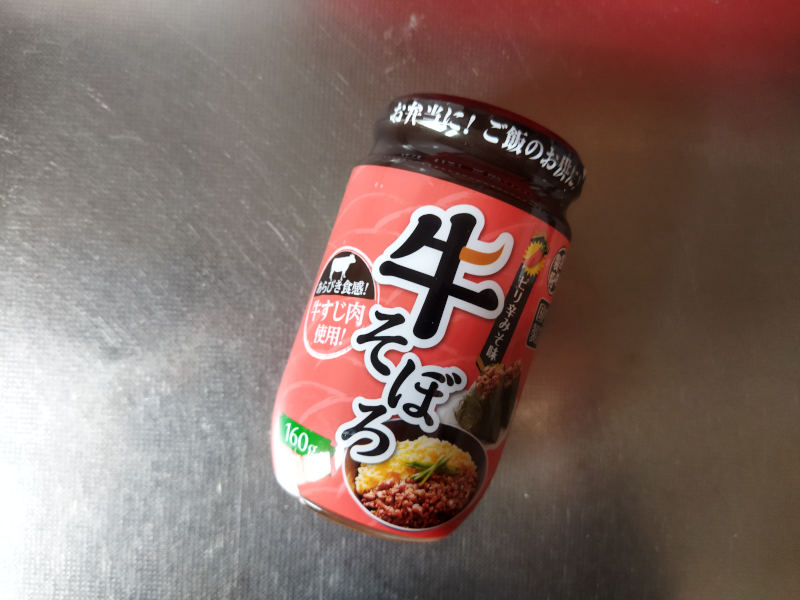 お弁当に!ご飯のお供に
牛そぼろ
あらびき食感!
牛すじ肉
使用!
ピリ辛みそ味
160g